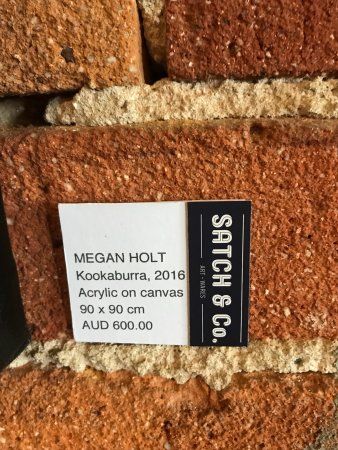 MEGAN HOLT
Kookaburra, 2016
Acrylic on canvas
90 x 90 cm
AUD 600.00
SATCH & Co.
ART - WARES